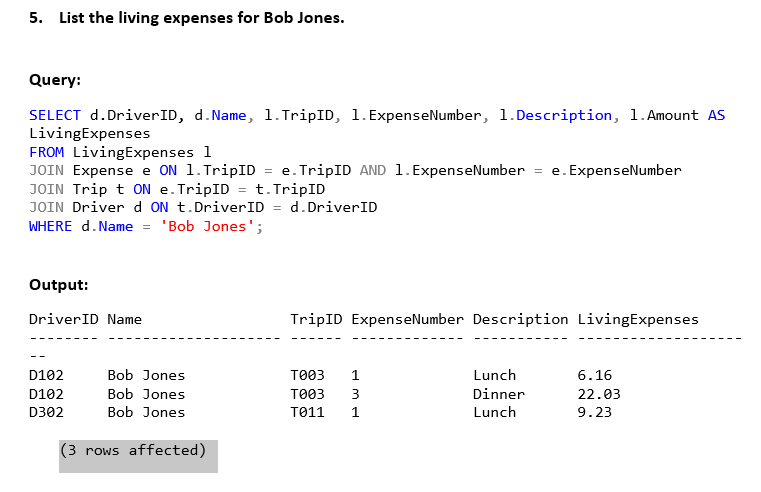 5. List the living expenses for Bob Jones.
Query:
SELECT d.DriverID, d.Name, l.TripID, l.ExpenseNumber, l.Description, l.Amount AS
LivingExpenses
FROM LivingExpenses l
JOIN Expense e ON l.TripID = e.TripID AND l.ExpenseNumber = e.ExpenseNumber
JOIN Trip t ON e.TripID = t.TripID
JOIN Driver d ON t.DriverID = d.DriverID
WHERE d.Name = 'Bob Jones';
Output:
DriverID Name                 TripID ExpenseNumber Description LivingExpenses
-------- -------------------- ------ ------------- ----------- -------------------
--
D102     Bob Jones            T003   1             Lunch       6.16
D102     Bob Jones            T003   3             Dinner      22.03
D302     Bob Jones            T011   1             Lunch       9.23
(3 rows affected)